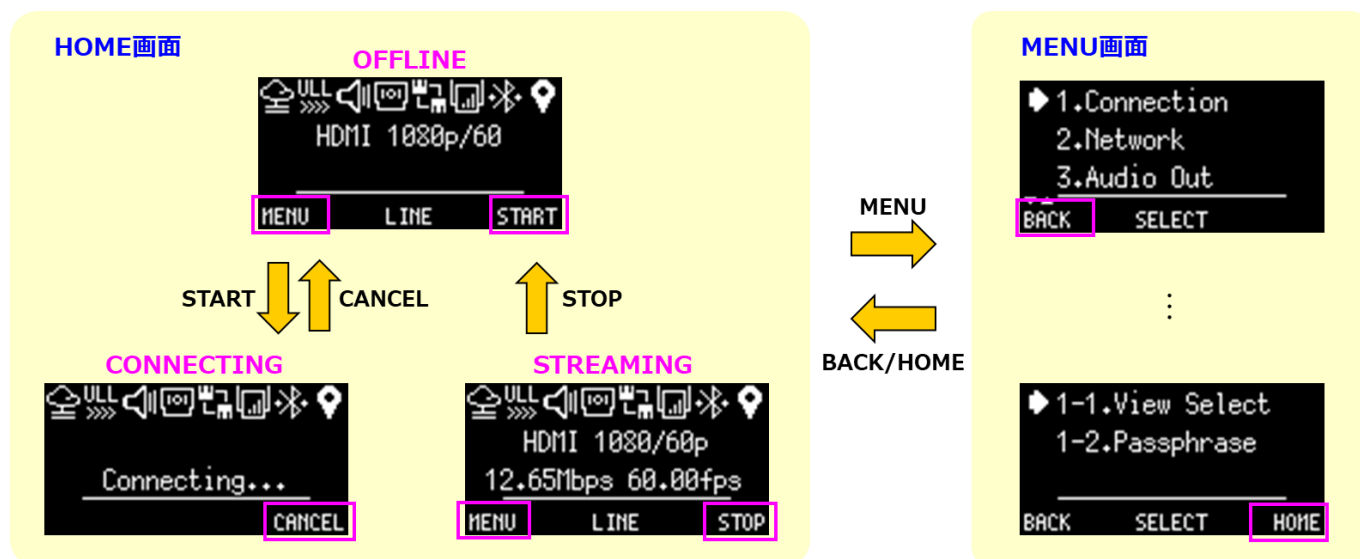 HOME画面
OFFLINE
ULL
HDMI 1080p/60
MENU LINE START
START
CANCEL
STOP
CONNECTING
ULL
Connecting...
CANCEL
STREAMING
ULL
HDMI 1080/60p
12.65Mbps 60.00fps
MENU LINE STOP
MENU
BACK/HOME
MENU画面
1.Connection
2.Network
3.Audio Out
BACK SELECT
⋮
1-1.View Select
1-2.Passphrase
BACK SELECT HOME